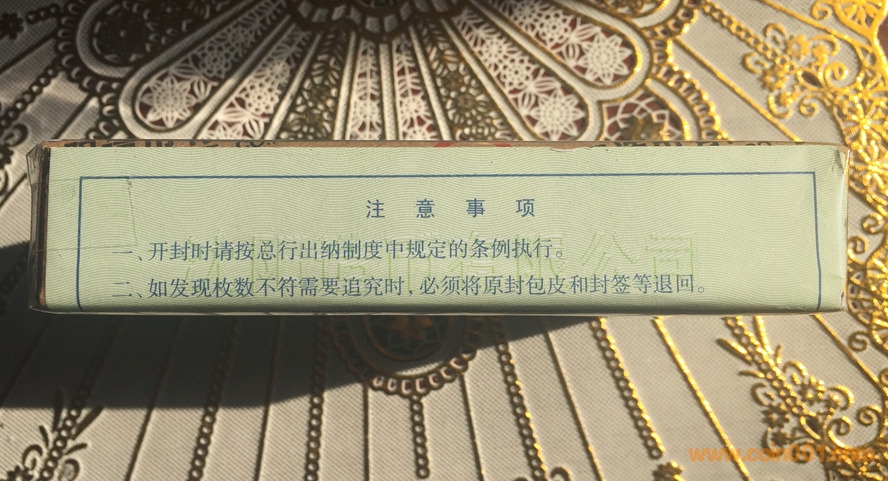 注意事项
一、开封时请按总行出纳制度中规定的条例执行。
二、如发现枚数不符需要追究时,必须将原封包皮和封签等退回。